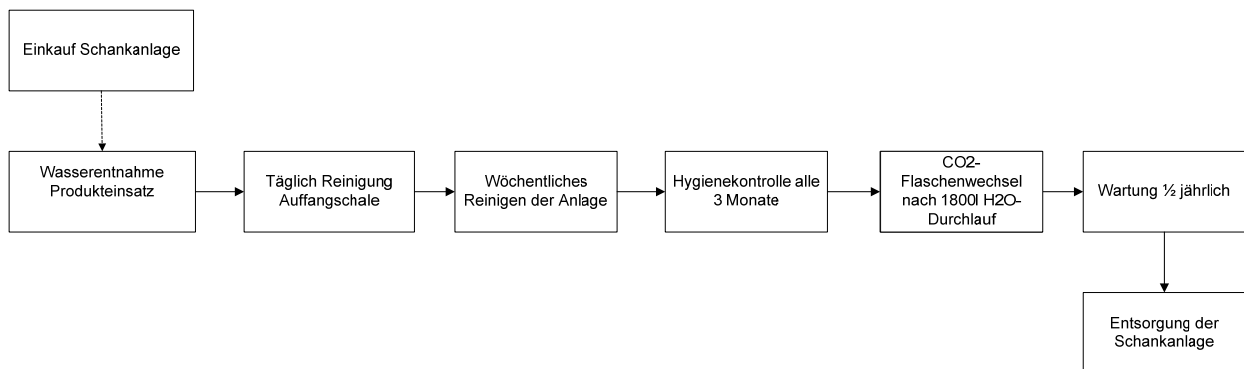 Einkauf Schankanlage
Wasserentnahme
Produkteinsatz
Täglich Reinigung
Auffangschale
Wöchentliches
Reinigen der Anlage
Hygienekontrolle alle
3 Monate
CO2-
Flaschenwechsel
nach 1800l H2O-
Durchlauf
Wartung ½ jährlich
Entsorgung der
Schankanlage